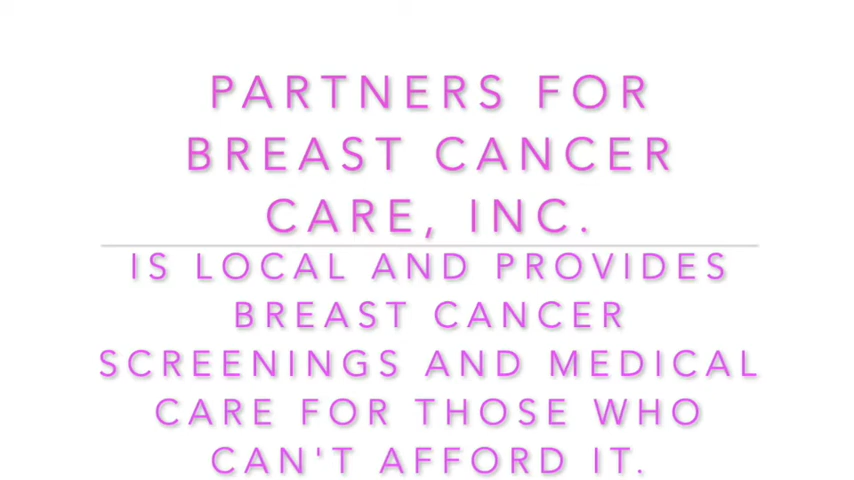 PARTNERS FOR
BREAST CANCER
CARE, INC.
IS LOCAL AND PROVIDES
BREAST CANCER
SCREENINGS AND MEDICAL
CARE FOR THOSE WHO
CAN'T AFFORD IT.